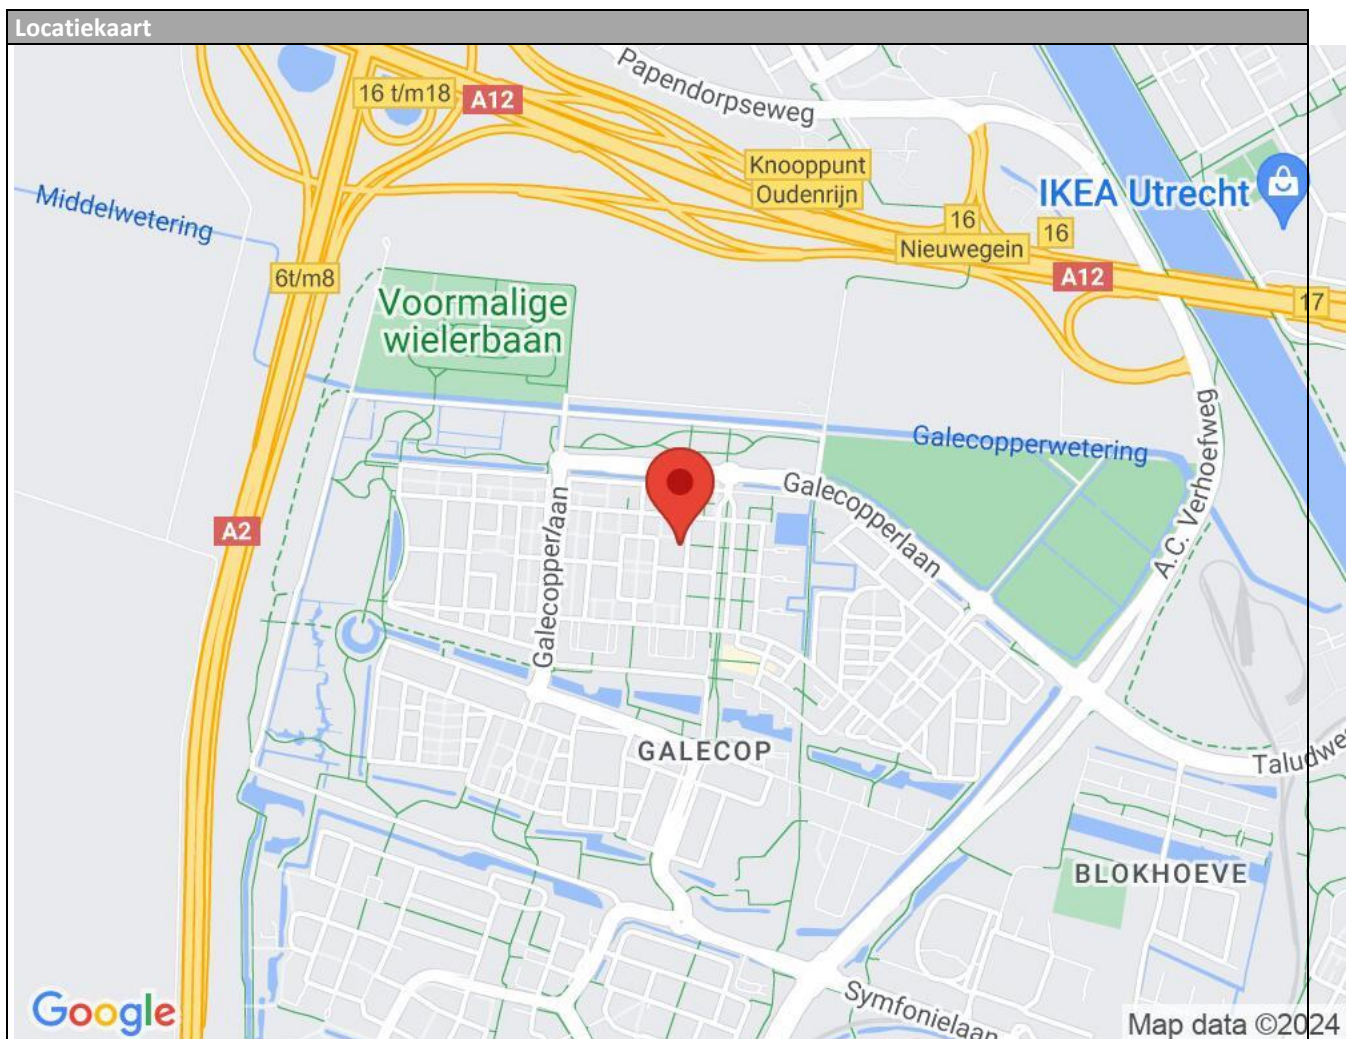 Locatiekaart
Papendorpseweg
16 t/m18
A12
Knooppunt
Oudenrijn
IKEA Utrecht
Middelwetering
16
16
Nieuwegein
A12
6t/m8
17
Voormalige
wielerbaan
Galecopperwetering
A.C. Verhoefweg
Galecopperlaan
Galecopperlaan
A2
GALECOP
Taludwe
BLOKHOEVE
Symfonielaan
Google
Map data ©2024